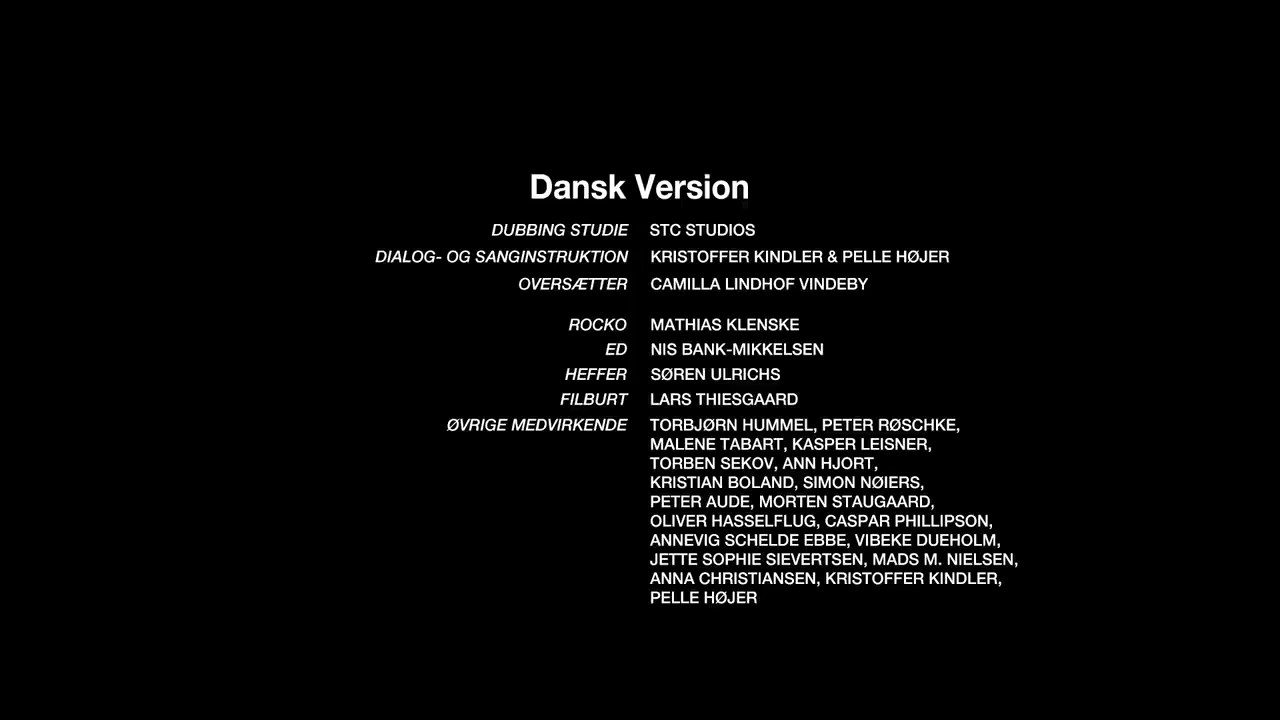 Dansk Version
DUBBING STUDIE STC STUDIOS
DIALOG- OG SANGINSTRUKTION KRISTOFFER KINDLER & PELLE HØJER
OVERSÆTTER CAMILLA LINDHOF VINDEBY
ROCKO MATHIAS KLENSKE
ED NIS BANK-MIKKELSEN
HEFFER SØREN ULRICHS
FILBURT LARS THIESGAARD
ØVRIGE MEDVIRKENDE TORBJØRN HUMMEL, PETER RØSCHKE,
MALENE TABART, KASPER LEISNER,
TORBEN SEKOV, ANN HJORT,
KRISTIAN BOLAND, SIMON NØIERS,
PETER AUDE, MORTEN STAUGAARD,
OLIVER HASSELFLUG, CASPAR PHILLIPSON,
ANNEVIG SCHELDE EBBE, VIBEKE DUEHOLM,
JETTE SOPHIE SIEVERTSEN, MADS M. NIELSEN,
ANNA CHRISTIANSEN, KRISTOFFER KINDLER,
PELLE HØJER